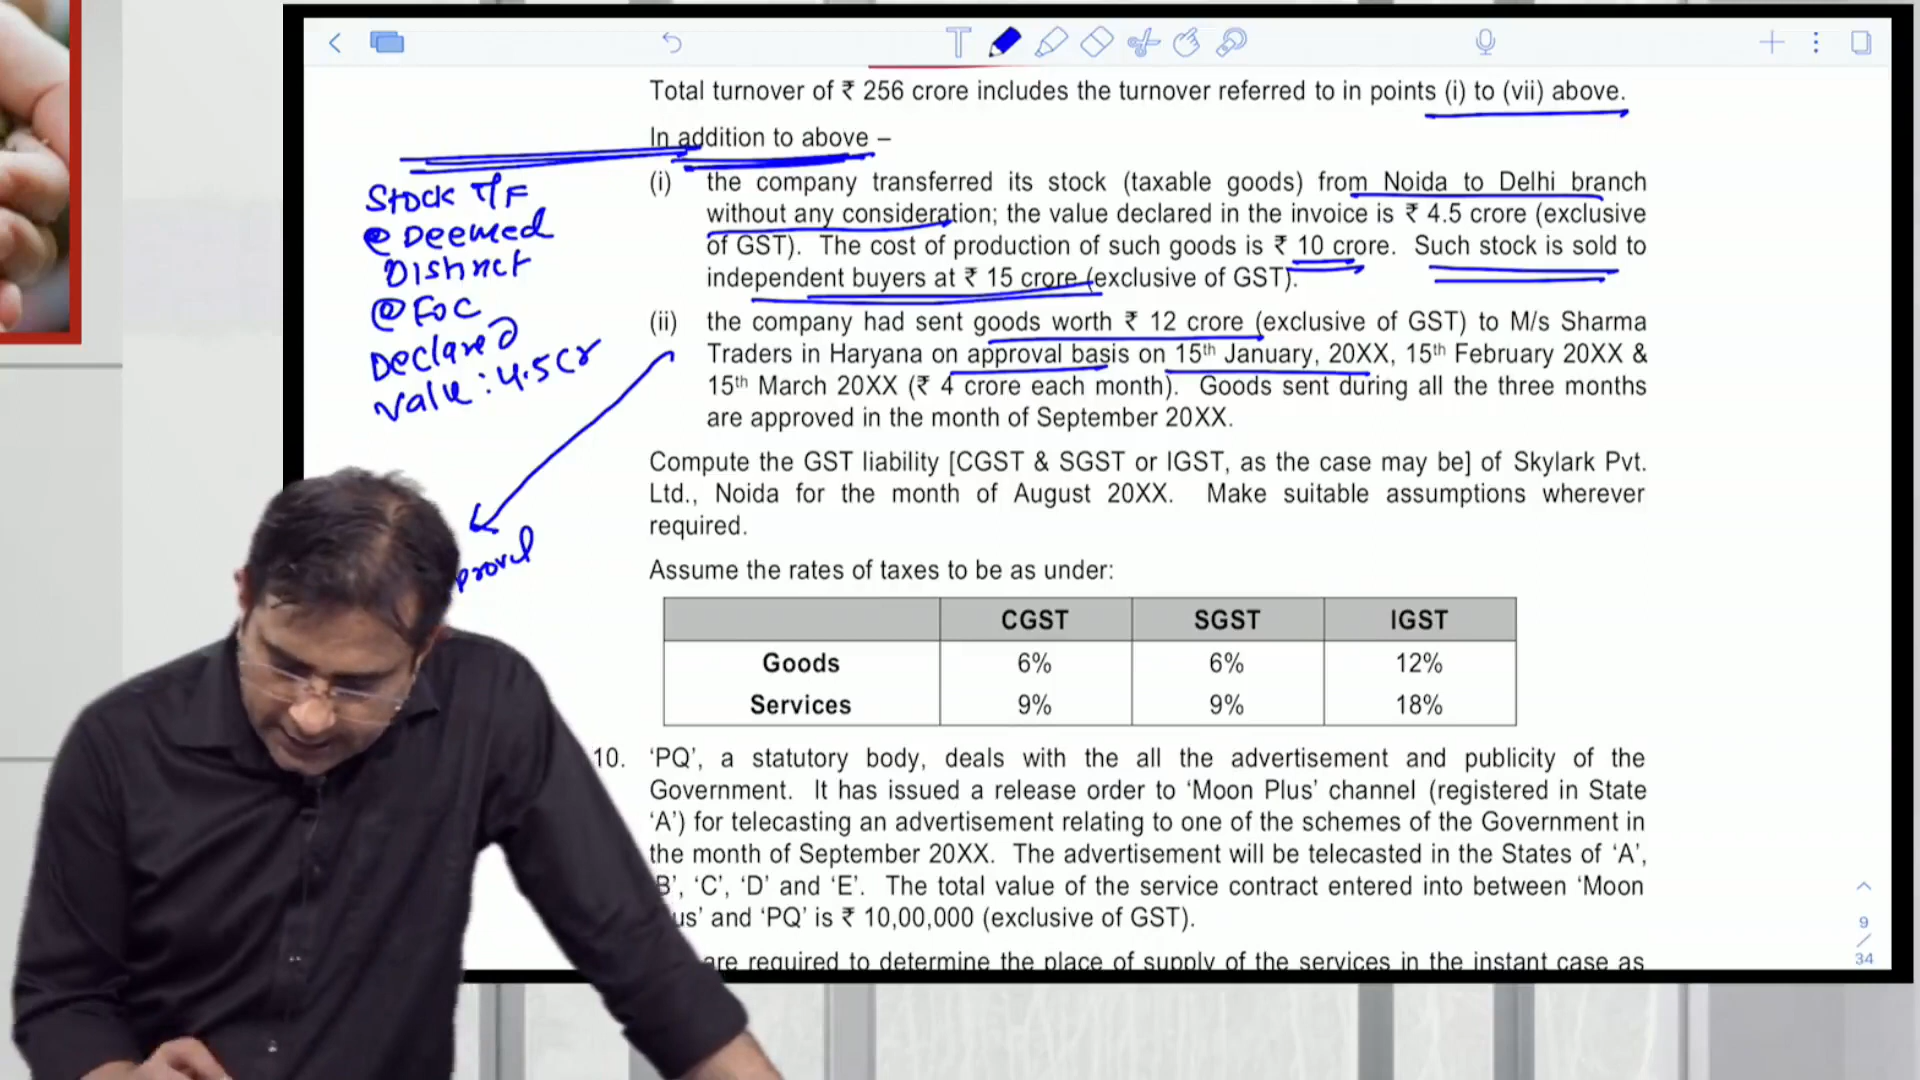 Total turnover of ₹ 256 crore includes the turnover referred to in points (i) to (vii) above.
In addition to above –
(i) the company transferred its stock (taxable goods) from Noida to Delhi branch
without any consideration; the value declared in the invoice is ₹ 4.5 crore (exclusive
of GST). The cost of production of such goods is ₹ 10 crore. Such stock is sold to
independent buyers at ₹ 15 crore (exclusive of GST).
(ii) the company had sent goods worth ₹ 12 crore (exclusive of GST) to M/s Sharma
Traders in Haryana on approval basis on 15th January, 20XX, 15th February 20XX &
15th March 20XX (₹ 4 crore each month). Goods sent during all the three months
are approved in the month of September 20XX.
Compute the GST liability [CGST & SGST or IGST, as the case may be] of Skylark Pvt.
Ltd., Noida for the month of August 20XX. Make suitable assumptions wherever
required.
Assume the rates of taxes to be as under:
CGST SGST IGST
Goods 6% 6% 12%
Services 9% 9% 18%
10. ‘PQ’, a statutory body, deals with the all the advertisement and publicity of the
Government. It has issued a release order to ‘Moon Plus’ channel (registered in State
‘A’) for telecasting an advertisement relating to one of the schemes of the Government in
the month of September 20XX. The advertisement will be telecasted in the States of ‘A’,
B’, ‘C’, ‘D’ and ‘E’. The total value of the service contract entered into between ‘Moon
us’ and ‘PQ’ is ₹ 10,00,000 (exclusive of GST).
are required to determine the place of supply of the services in the instant case as
Stock T/F
@ Deemed
Distinct
@ FOC
Declared
Value : 4.5 Cr
proval
9
/
34